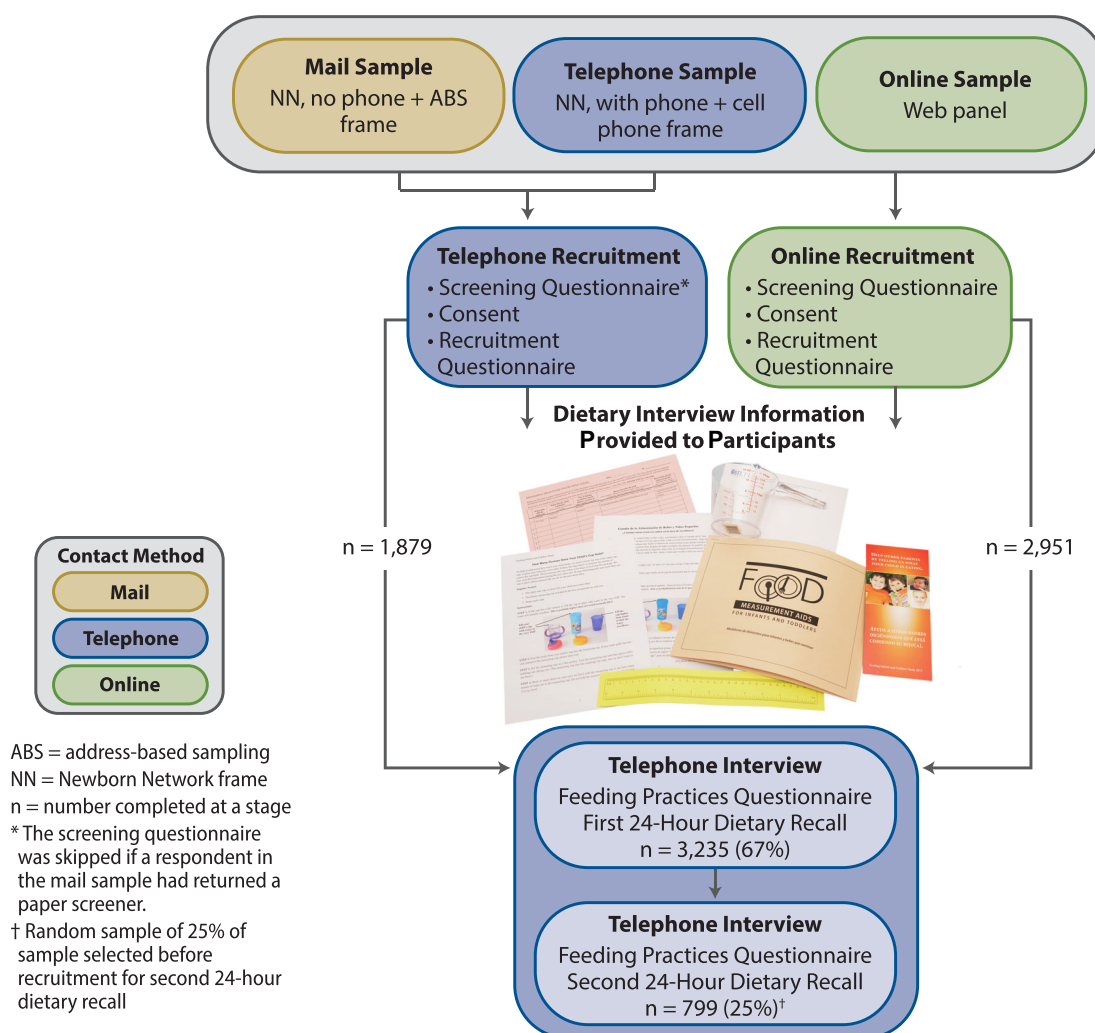 Mail Sample
NN, no phone + ABS
frame
Telephone Sample
NN, with phone + cell
phone frame
Online Sample
Web panel
Telephone Recruitment
• Screening Questionnaire*
• Consent
• Recruitment
Questionnaire
Online Recruitment
• Screening Questionnaire
• Consent
• Recruitment
Questionnaire
Dietary Interview Information
Provided to Participants
n = 1,879
n = 2,951
FOOD
MEASUREMENT AIDS
FOR INFANTS AND TODDLERS
Contact Method
Mail
Telephone
Online
ABS = address-based sampling
NN = Newborn Network frame
n = number completed at a stage
* The screening questionnaire
was skipped if a respondent in
the mail sample had returned a
paper screener.
† Random sample of 25% of
sample selected before
recruitment for second 24-hour
dietary recall
Telephone Interview
Feeding Practices Questionnaire
First 24-Hour Dietary Recall
n = 3,235 (67%)
Telephone Interview
Feeding Practices Questionnaire
Second 24-Hour Dietary Recall
n = 799 (25%)†